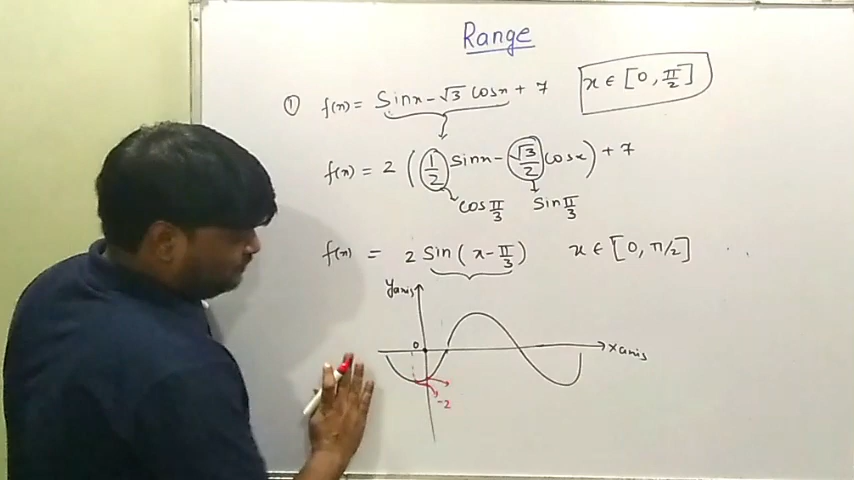 Range
① f(x) = Sinx - √3 cosx + 7 x ∈ [0, π/2]
f(x) = 2 (1/2 sinx - √3/2 cosx) + 7
cos π/3 Sin π/3
f(x) = 2 Sin (x - π/3) x ∈ [0, π/2]
Yaxis
0
xaxis
-2